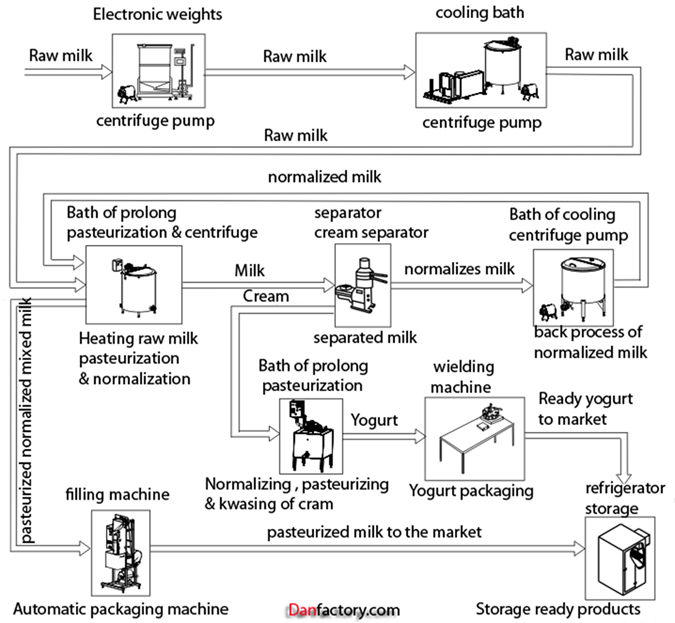 Electronic weights
cooling bath
Raw milk
Raw milk
Raw milk
centrifuge pump
centrifuge pump
Raw milk
normalized milk
Bath of prolong
pasteurization & centrifuge
separator
cream separator
Bath of cooling
centrifuge pump
Milk
normalizes milk
Cream
Heating raw milk
pasteurization
& normalization
separated milk
back process of
normalized milk
pasteurized normalized mixed milk
Bath of prolong
pasteurization
wielding
machine
Yogurt
Ready yogurt
to market
Normalizing , pasteurizing
& kwasing of cram
Yogurt packaging
filling machine
refrigerator
storage
pasteurized milk to the market
Automatic packaging machine
Danfactory.com
Storage ready products